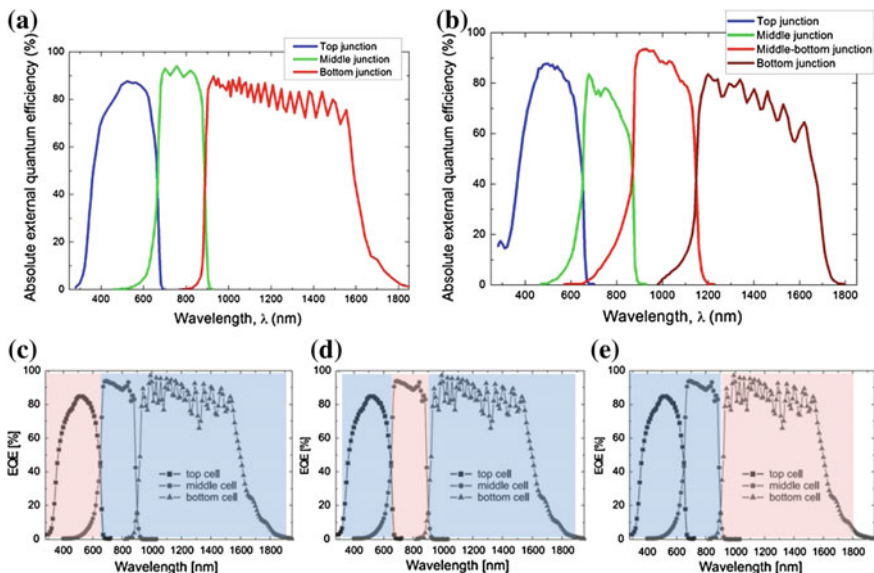 (a)
Top junction
Middle junction
Bottom junction
Absolute external quantum efficiency (%)
100
80
60
40
20
0
400 600 800 1000 1200 1400 1600 1800
Wavelength, λ (nm)
(b)
Top junction
Middle junction
Middle-bottom junction
Bottom junction
Absolute external quantum efficiency (%)
100
80
60
40
20
0
400 600 800 1000 1200 1400 1600 1800
Wavelength, λ (nm)
(c)
EQE [%]
100
80
60
40
20
0
top cell
middle cell
bottom cell
400 600 800 1000 1200 1400 1600 1800
Wavelength [nm]
(d)
EQE [%]
100
80
60
40
20
0
top cell
middle cell
bottom cell
400 600 800 1000 1200 1400 1600 1800
Wavelength [nm]
(e)
EQE [%]
100
80
60
40
20
0
top cell
middle cell
bottom cell
400 600 800 1000 1200 1400 1600 1800
Wavelength [nm]